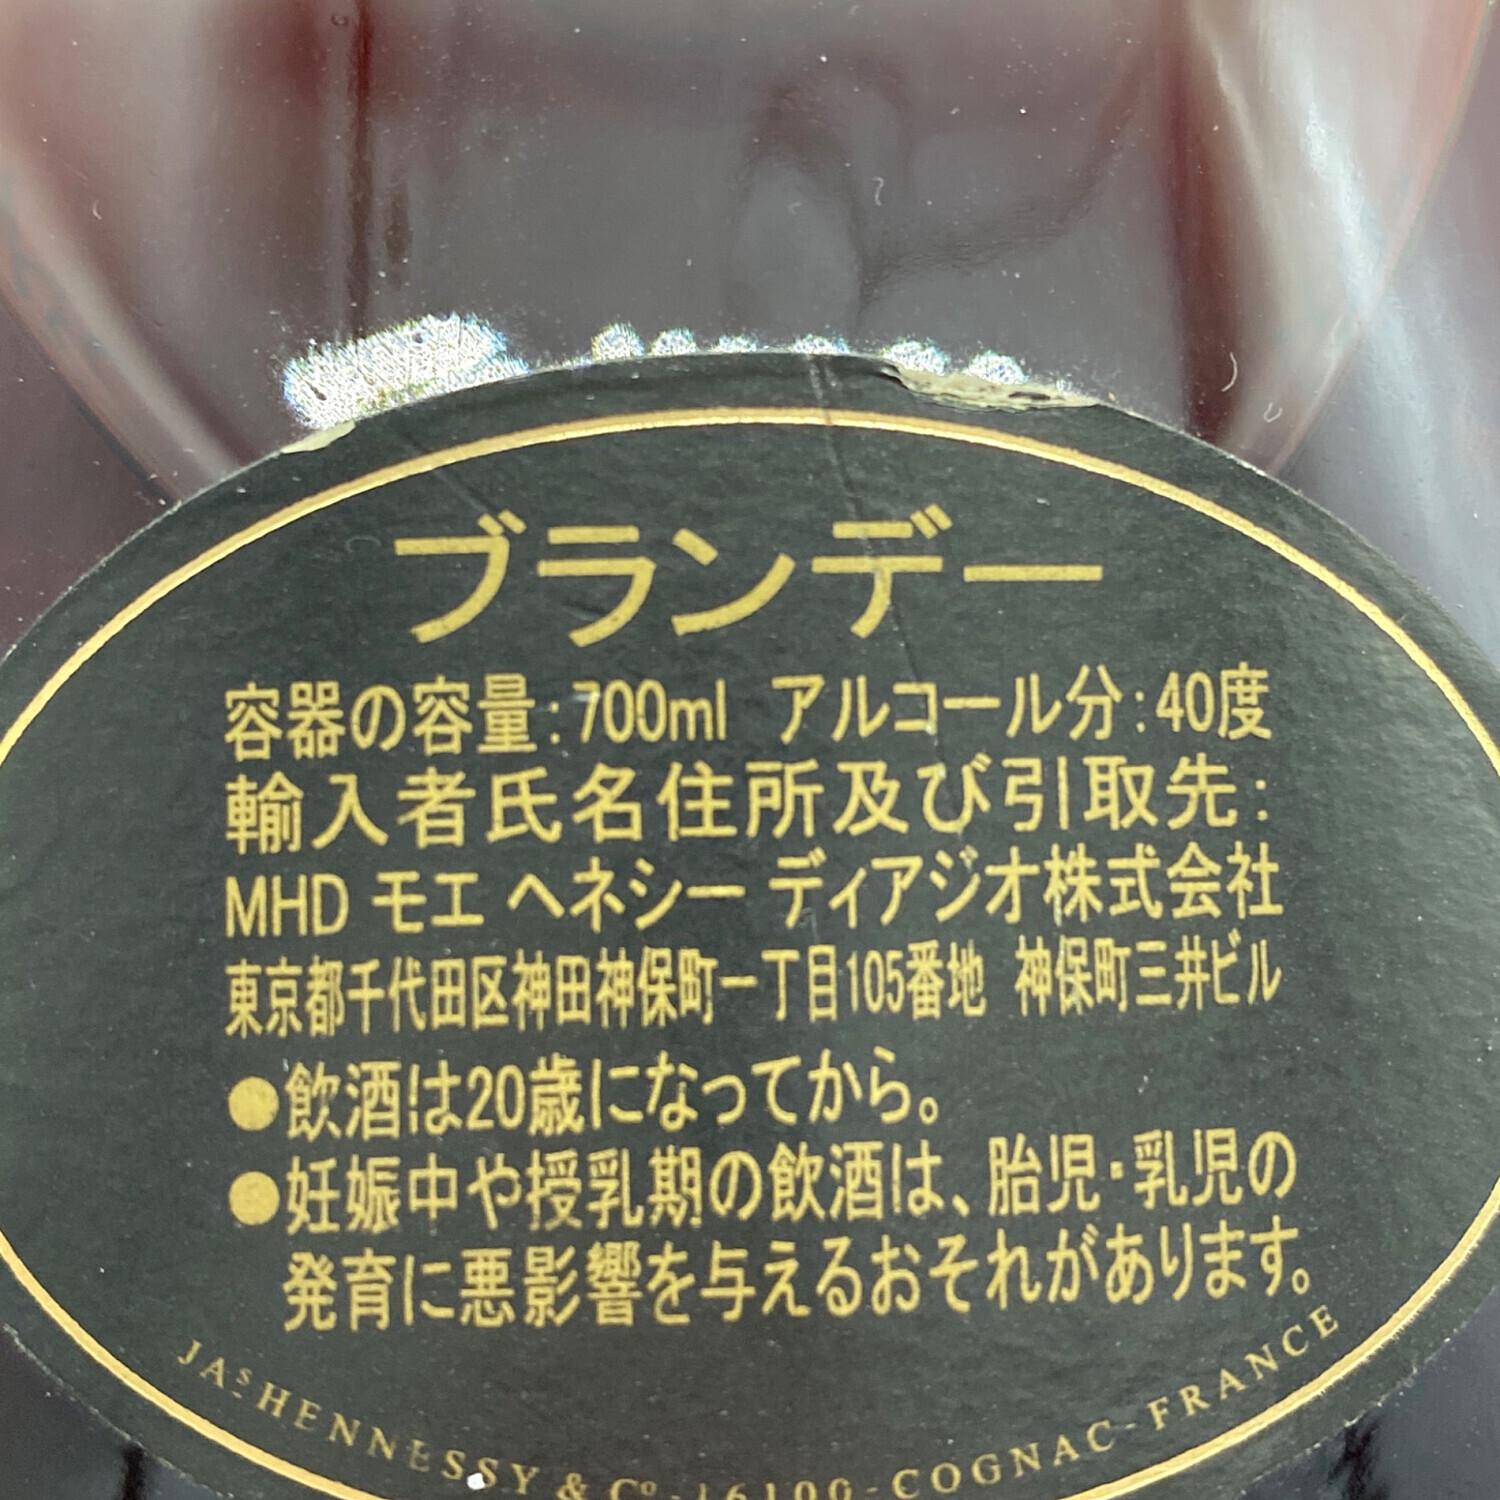 ブランデー
容器の容量:700ml アルコール分:40度
輸入者氏名住所及び引取先:
MHD モエ ヘネシー ディアジオ株式会社
東京都千代田区神田神保町一丁目105番地 神保町三井ビル
●飲酒は20歳になってから。
●妊娠中や授乳期の飲酒は、胎児・乳児の
発育に悪影響を与えるおそれがあります。
JAS HENNESSY & Co - 16100 - COGNAC - FRANCE